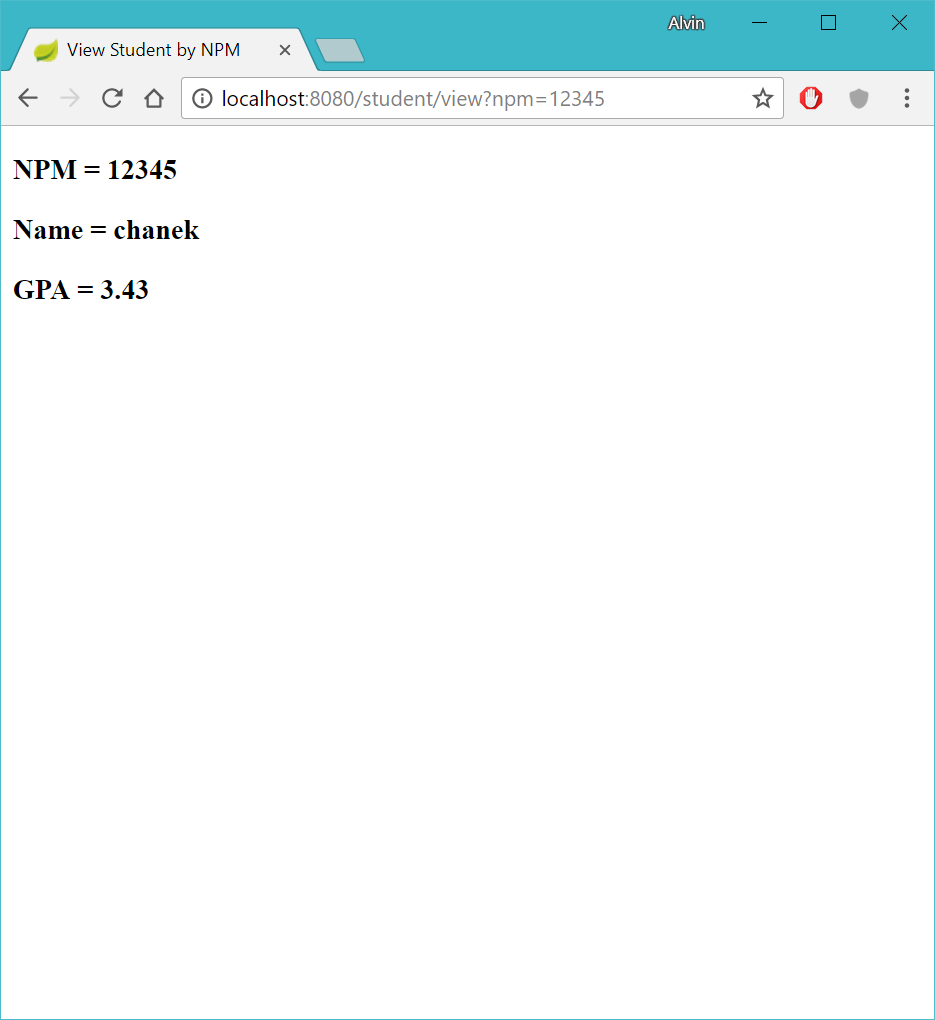 Alvin
View Student by NPM
localhost:8080/student/view?npm=12345
NPM = 12345
Name = chanek
GPA = 3.43